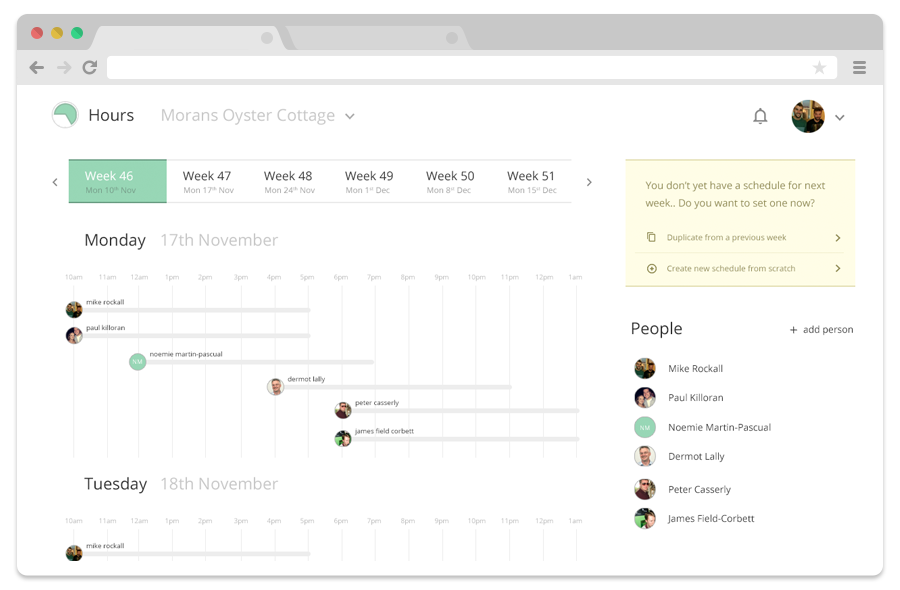 Hours
Morans Oyster Cottage
Week 46
Mon 10th Nov
Week 47
Mon 17th Nov
Week 48
Mon 24th Nov
Week 49
Mon 1st Dec
Week 50
Mon 8th Dec
Week 51
Mon 15th Dec
You don't yet have a schedule for next
week.. Do you want to set one now?
Duplicate from a previous week
Create new schedule from scratch
Monday 17th November
10am 11am 12am 1pm 2pm 3pm 4pm 5pm 6pm 7pm 8pm 9pm 10pm 11pm 12pm 1am
mike rockall
paul killoran
NM noemie martin-pascual
dermot lally
peter casserly
james field corbett
Tuesday 18th November
10am 11am 12am 1pm 2pm 3pm 4pm 5pm 6pm 7pm 8pm 9pm 10pm 11pm 12pm 1am
mike rockall
People
+ add person
Mike Rockall
Paul Killoran
NM Noemie Martin-Pascual
Dermot Lally
Peter Casserly
James Field-Corbett